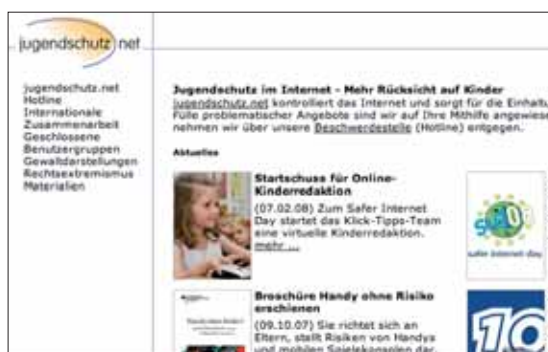 jugendschutz net
jugendschutz.net
Hotline
Internationale
Zusammenarbeit
Geschlossene
Benutzergruppen
Gewaltdarstellungen
Rechtsextremismus
Materialien
Jugendschutz im Internet - Mehr Rücksicht auf Kinder
jugendschutz.net kontrolliert das Internet und sorgt für die Einhaltu
Fülle problematischer Angebote sind wir auf Ihre Mithilfe angewiese
nehmen wir über unsere Beschwerdestelle (Hotline) entgegen.
Aktuelles
Startschuss für Online-
Kinderredaktion
(07.02.08) Zum Safer Internet
Day startet das Klick-Tipps-Team
eine virtuelle Kinderredaktion.
mehr ...
safer internet day
Broschüre Handy ohne Risiko
erschienen
(09.10.07) Sie richtet sich an
Eltern, stellt Risiken von Handys
und mobilen Spielekonsolen dar,
10